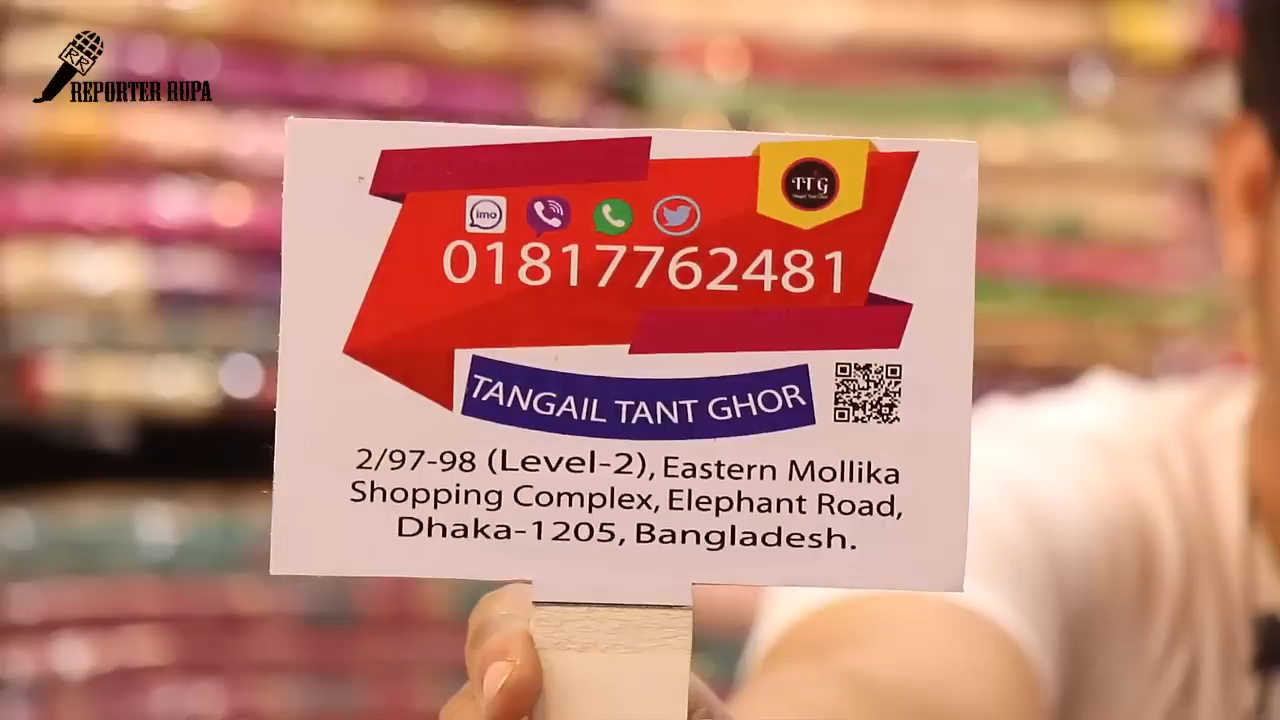 RR
REPORTER RUPA
TTG
imo
01817762481
TANGAIL TANT GHOR
2/97-98 (Level-2), Eastern Mollika
Shopping Complex, Elephant Road,
Dhaka-1205, Bangladesh.